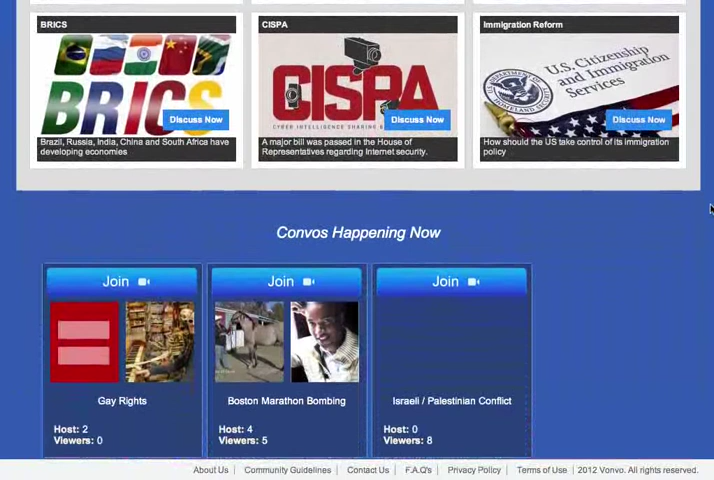 BRICS
CISPA
Immigration Reform
BRICS
CISPA
U.S. Citizenship
and Immigration
Services
Discuss Now
Discuss Now
Discuss Now
Brazil, Russia, India, China and South Africa have
developing economies
A major bill was passed in the House of
Representatives regarding Internet security.
How should the US take control of its immigration
policy
Convos Happening Now
Join
Join
Join
Gay Rights
Boston Marathon Bombing
Israeli / Palestinian Conflict
Host: 2
Viewers: 0
Host: 4
Viewers: 5
Host: 0
Viewers: 8
About Us | Community Guidelines | Contact Us | F.A.Q's | Privacy Policy | Terms of Use | 2012 Vonvo. All rights reserved.